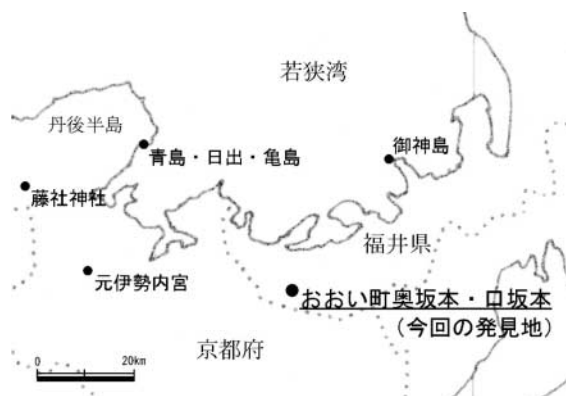 若狭湾
丹後半島
青島・日出・亀島
御神島
藤社神社
福井県
元伊勢内宮
おおい町奥坂本・口坂本
(今回の発見地)
京都府
0 20km